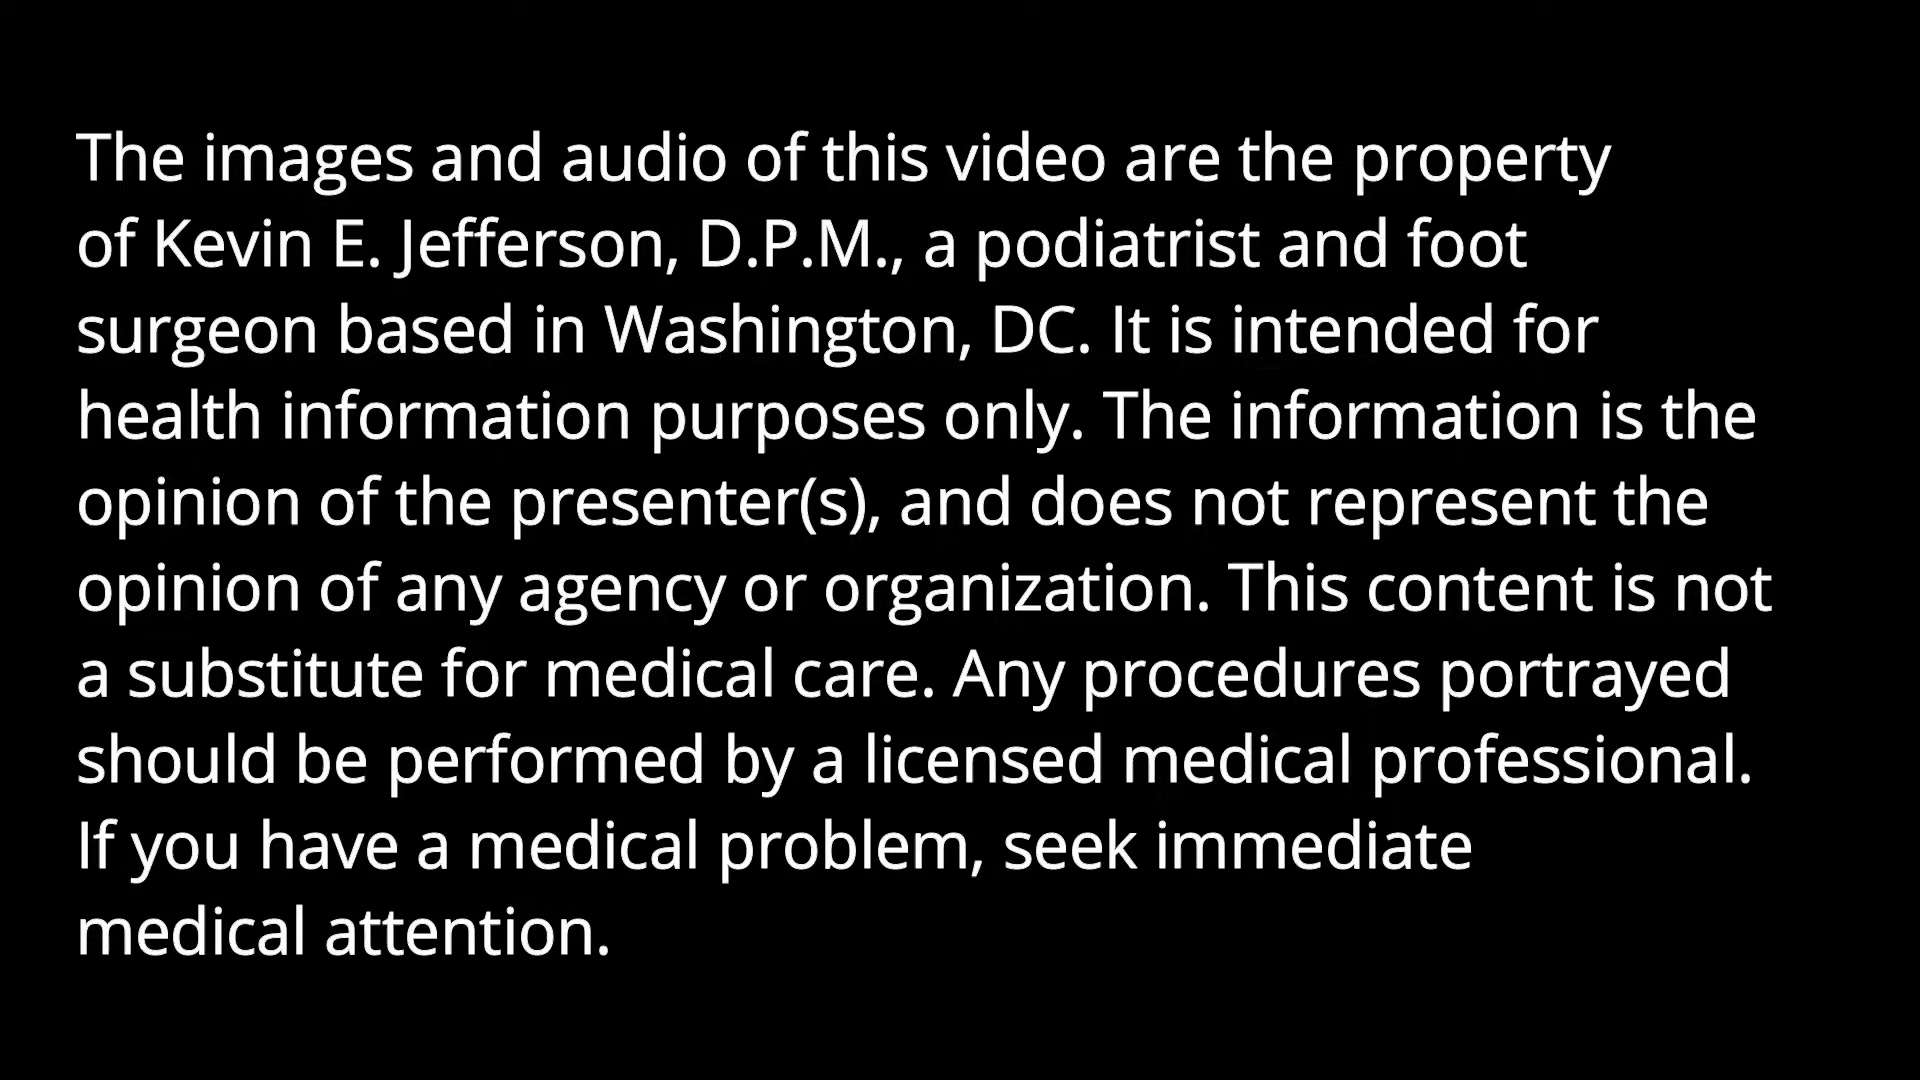 The images and audio of this video are the property
of Kevin E. Jefferson, D.P.M., a podiatrist and foot
surgeon based in Washington, DC. It is intended for
health information purposes only. The information is the
opinion of the presenter(s), and does not represent the
opinion of any agency or organization. This content is not
a substitute for medical care. Any procedures portrayed
should be performed by a licensed medical professional.
If you have a medical problem, seek immediate
medical attention.